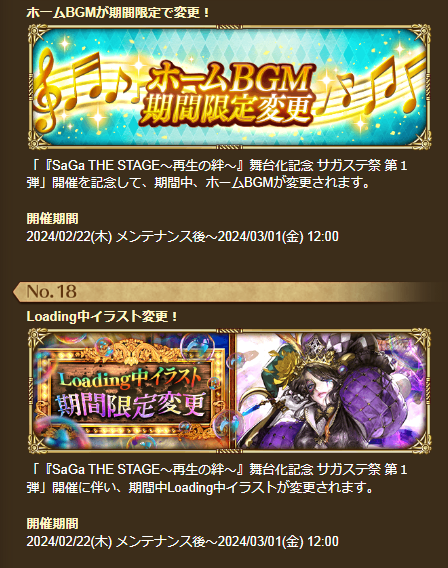 ホームBGMが期間限定で変更！
ホームBGM
期間限定変更
「『SaGa THE STAGE～再生の絆～』舞台化記念 サガステ祭 第１
弾」開催を記念して、期間中、ホームBGMが変更されます。
開催期間
2024/02/22(木) メンテナンス後～2024/03/01(金) 12:00
No.18
Loading中イラスト変更！
Loading中イラスト
期間限定変更
「『SaGa THE STAGE～再生の絆～』舞台化記念 サガステ祭 第１
弾」開催に伴い、期間中Loading中イラストが変更されます。
開催期間
2024/02/22(木) メンテナンス後～2024/03/01(金) 12:00